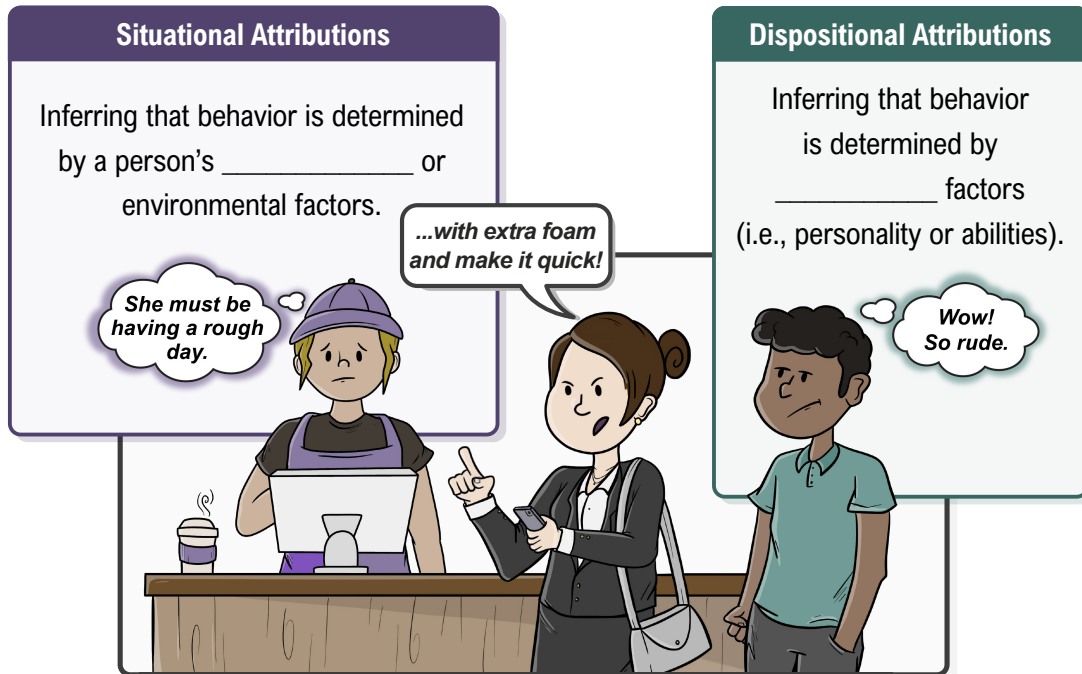 Situational Attributions
Inferring that behavior is determined
by a person's _____________ or
environmental factors.
She must be
having a rough
day.
...with extra foam
and make it quick!
Dispositional Attributions
Inferring that behavior
is determined by
___________ factors
(i.e., personality or abilities).
Wow!
So rude.